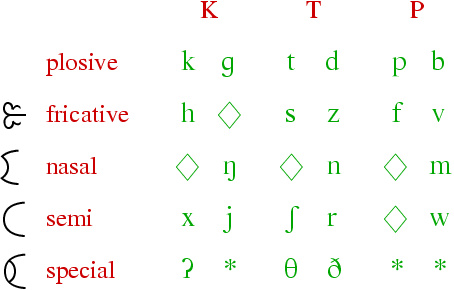 K T P
plosive k ɡ t d p b
fricative h ◇ s z f v
nasal ◇ ŋ ◇ n ◇ m
semi x j ʃ r ◇ w
special ʔ * θ ð * *